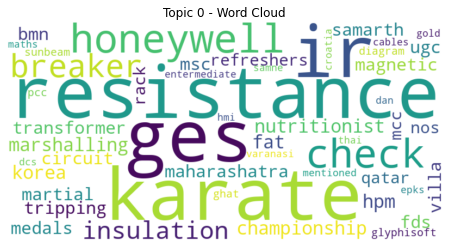 Topic 0 - Word Cloud
bmn honeywell ir samarth ugc gold
maths sunbeam breaker msc refreshers croatia cables diagram magnetic
rack entermediate samne
resistance
pcc hmi dan
transformer ges nutritionist mcc nos
marshalling fat check
dcs circuit thai
korea maharashtra varanasi mentioned
martial karate qatar villa epks
tripping ghat hpm
medals insulation championship fds glyphisoft